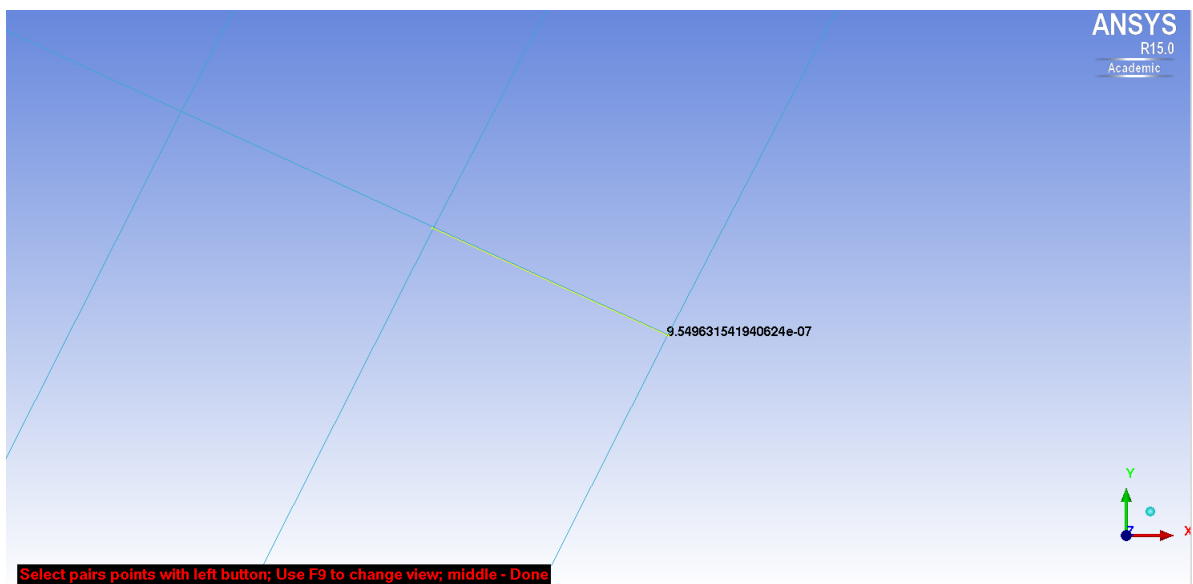 ANSYS
R15.0
Academic
9.549631541940624e-07
Y
Z
X
Select pairs points with left button; Use F9 to change view; middle - Done